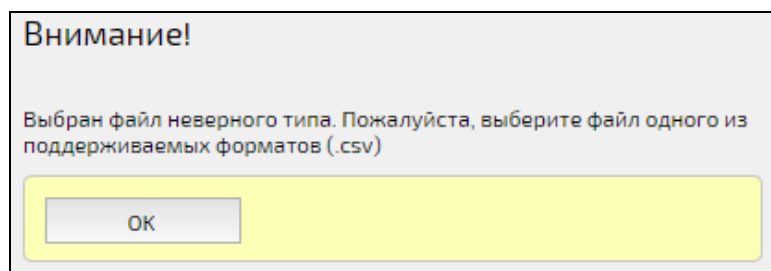 Внимание!
Выбран файл неверного типа. Пожалуйста, выберите файл одного из
поддерживаемых форматов (.csv)
ОК